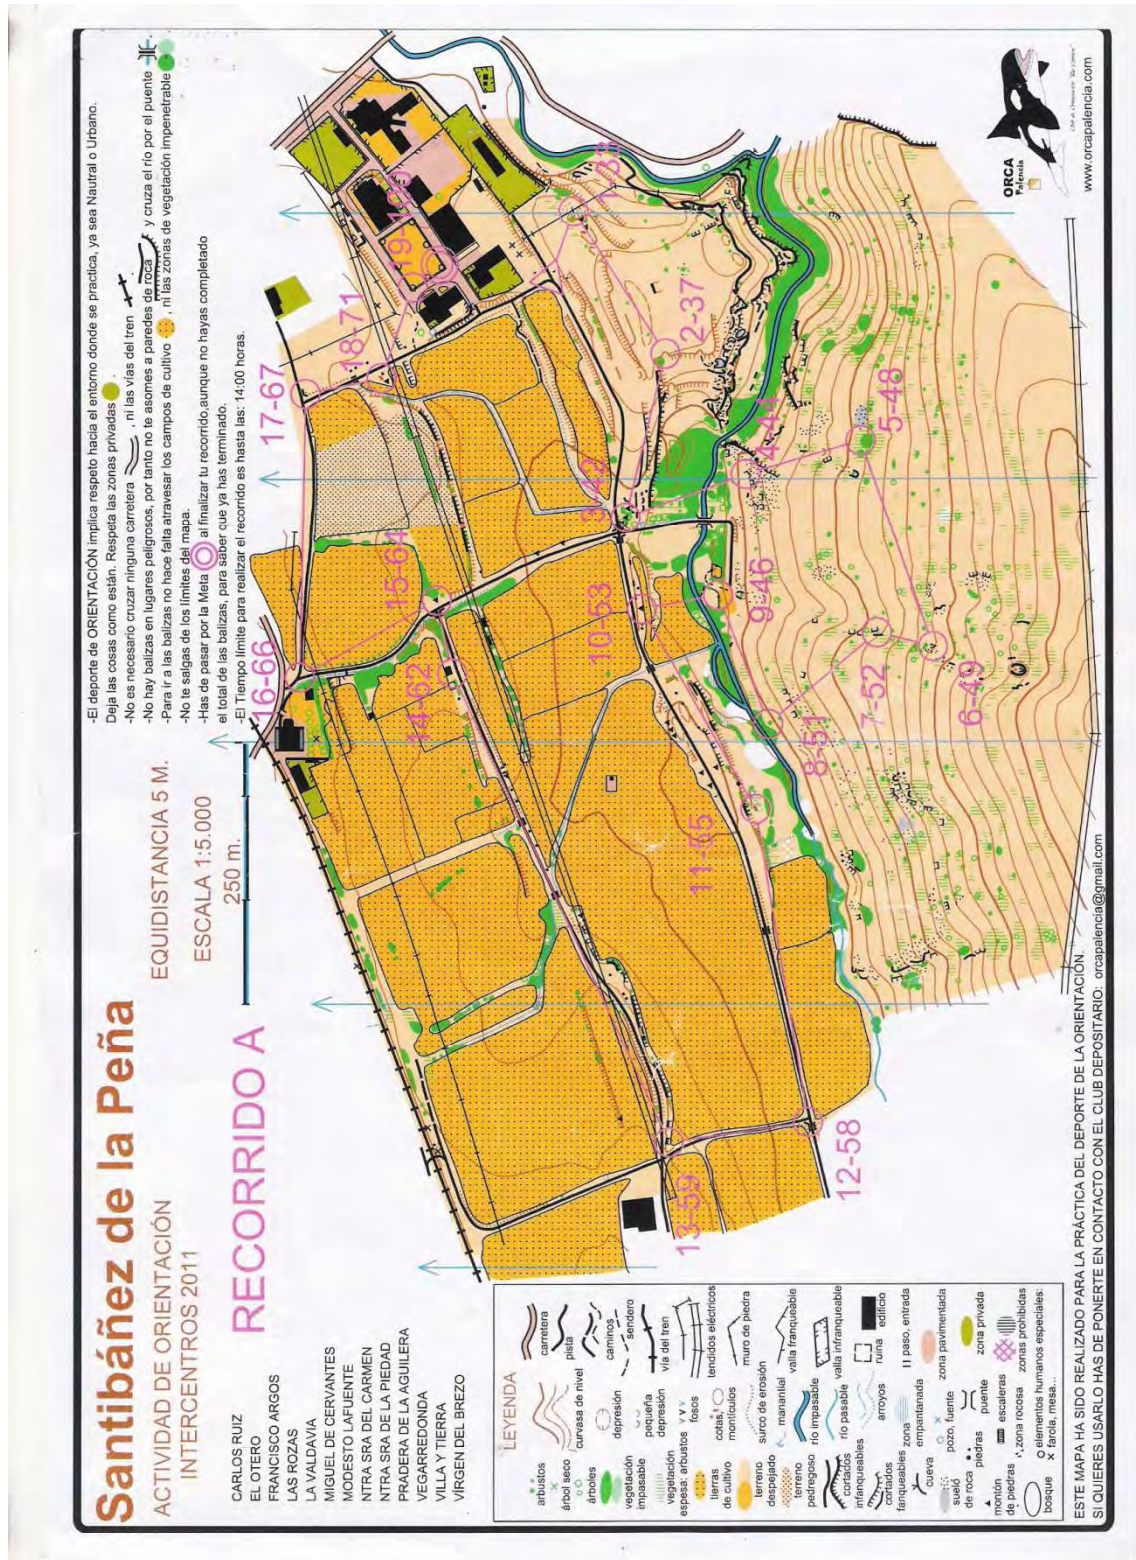 Santibáñez de la Peña
ACTIVIDAD DE ORIENTACIÓN
INTERCENTROS 2011
EQUIDISTANCIA 5 M.
ESCALA 1:5.000
250 m.
RECORRIDO A
CARLOS RUIZ
EL OTERO
FRANCISCO ARGOS
LAS ROZAS
LA VALDAVIA
MIGUEL DE CERVANTES
MODESTO LAFUENTE
NTRA SRA DEL CARMEN
NTRA SRA DE LA PIEDAD
PRADERA DE LA AGUILERA
VEGARREDONDA
VILLA Y TIERRA
VIRGEN DEL BREZO
-El deporte de ORIENTACIÓN implica respeto hacia el entorno donde se practica, ya sea Nautral o Urbano.
Deja las cosas como están. Respeta las zonas privadas .
-No es necesario cruzar ninguna carretera , ni las vías del tren
-No hay balizas en lugares peligrosos, por tanto no te asomes a paredes de roca y cruza el río por el puente .
-Para ir a las balizas no hace falta atravesar los campos de cultivo , ni las zonas de vegetación impenetrable
-No te salgas de los límites del mapa.
-Has de pasar por la Meta al finalizar tu recorrido,aunque no hayas completado
el total de las balizas, para saber que ya has terminado.
-El Tiempo límite para realizar el recorrido es hasta las: 14:00 horas.
ORCA
Palencia
www.orcapalencia.com
16-66
17-67
18-71
19-100
1-33
2-37
3-42
4-44
5-48
6-49
7-52
8-51
9-46
10-53
11-55
12-58
13-59
14-62
15-64
LEYENDA
arbustos
árbol seco
árboles
vegetación
impasable
vegetación
espesa: arbustos
tierras
de cultivo
terreno
despejado
terreno
pedregoso
cortados
infanqueables
cortados
fanqueables
cueva
suelo
de roca
piedras
montón
de piedras
bosque
curvasa de nivel
depresión
pequeña
depresión
fosos
cotas,
montículos
surco de erosión
manantial
río impasable
río pasable
arroyos
zona
empantanada
pozo, fuente
puente
escaleras
zona rocosa
elementos humanos especiales:
farola, mesa...
carretera
pista
caminos
sendero
vía del tren
tendidos eléctricos
muro de piedra
valla franqueable
valla infranqueable
ruina
edificio
paso, entrada
zona pavimentada
zona privada
zonas prohibidas
ESTE MAPA HA SIDO REALIZADO PARA LA PRÁCTICA DEL DEPORTE DE LA ORIENTACIÓN.
SI QUIERES USARLO HAS DE PONERTE EN CONTACTO CON EL CLUB DEPOSITARIO: orcapalencia@gmail.com